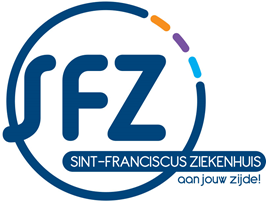 SFZ
SINT-FRANCISCUS ZIEKENHUIS
aan jouw zijde!